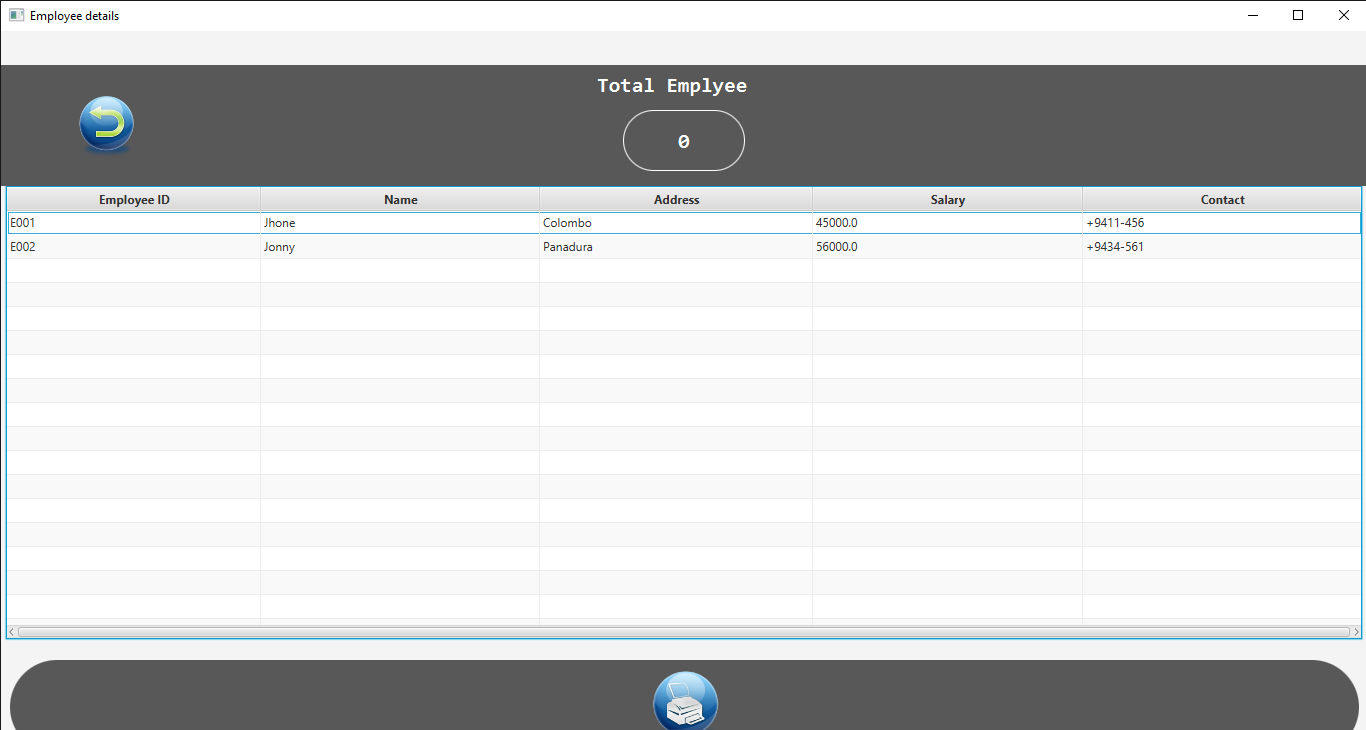 Employee details
Total Emplyee
0
Employee ID Name Address Salary Contact
E001 Jhone Colombo 45000.0 +9411-456
E002 Jonny Panadura 56000.0 +9434-561